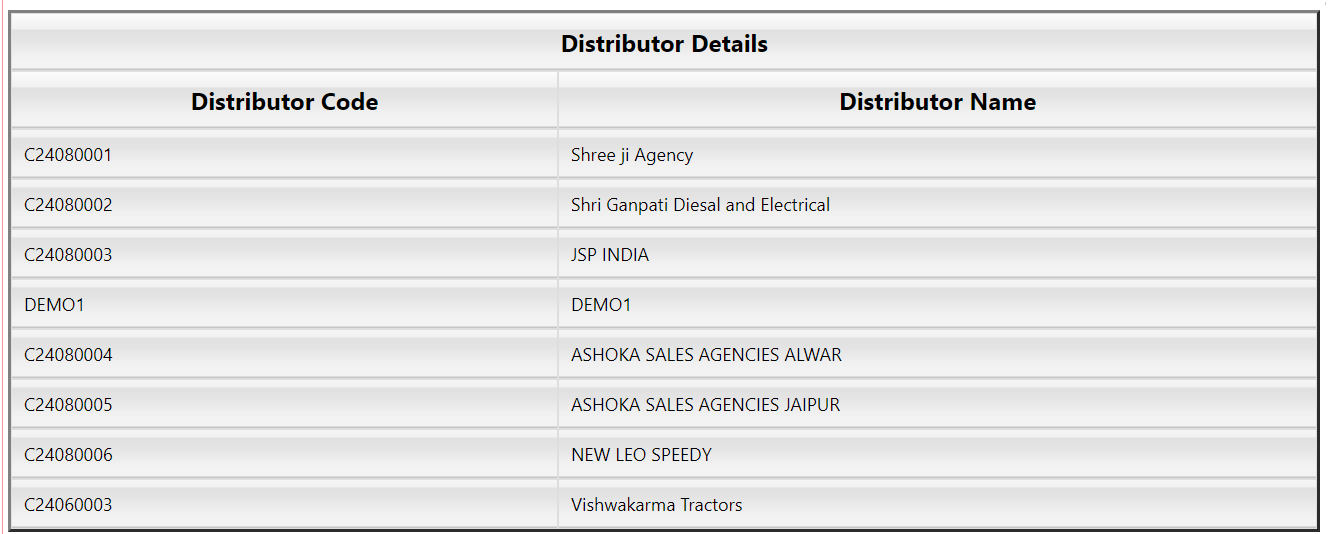 Distributor Details
Distributor Code Distributor Name
C24080001 Shree ji Agency
C24080002 Shri Ganpati Diesal and Electrical
C24080003 JSP INDIA
DEMO1 DEMO1
C24080004 ASHOKA SALES AGENCIES ALWAR
C24080005 ASHOKA SALES AGENCIES JAIPUR
C24080006 NEW LEO SPEEDY
C24060003 Vishwakarma Tractors